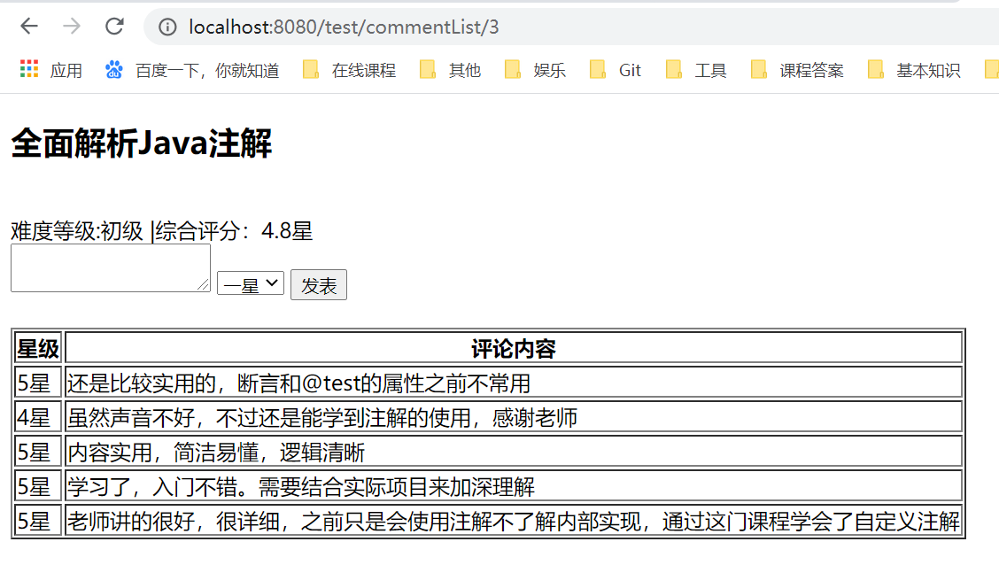 localhost:8080/test/commentList/3
应用 百度一下，你就知道 在线课程 其他 娱乐 Git 工具 课程答案 基本知识
全面解析Java注解
难度等级:初级 |综合评分：4.8星
一星 发表
星级 评论内容
5星 还是比较实用的，断言和@test的属性之前不常用
4星 虽然声音不好，不过还是能学到注解的使用，感谢老师
5星 内容实用，简洁易懂，逻辑清晰
5星 学习了，入门不错。需要结合实际项目来加深理解
5星 老师讲的很好，很详细，之前只是会使用注解不了解内部实现，通过这门课程学会了自定义注解